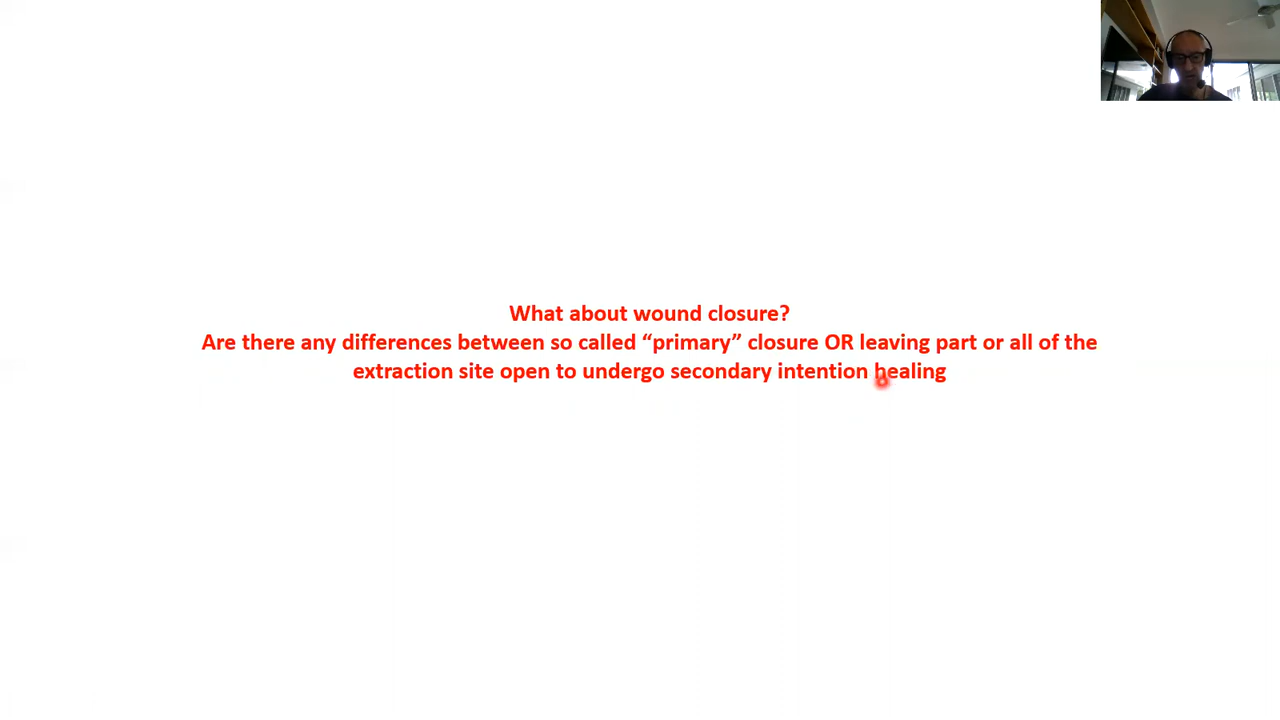 What about wound closure?
Are there any differences between so called “primary” closure OR leaving part or all of the
extraction site open to undergo secondary intention healing